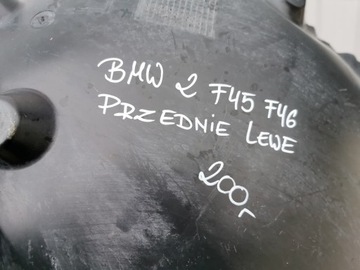 BMW 2 F45 F46
PRZEDNIE LEWE
200,-